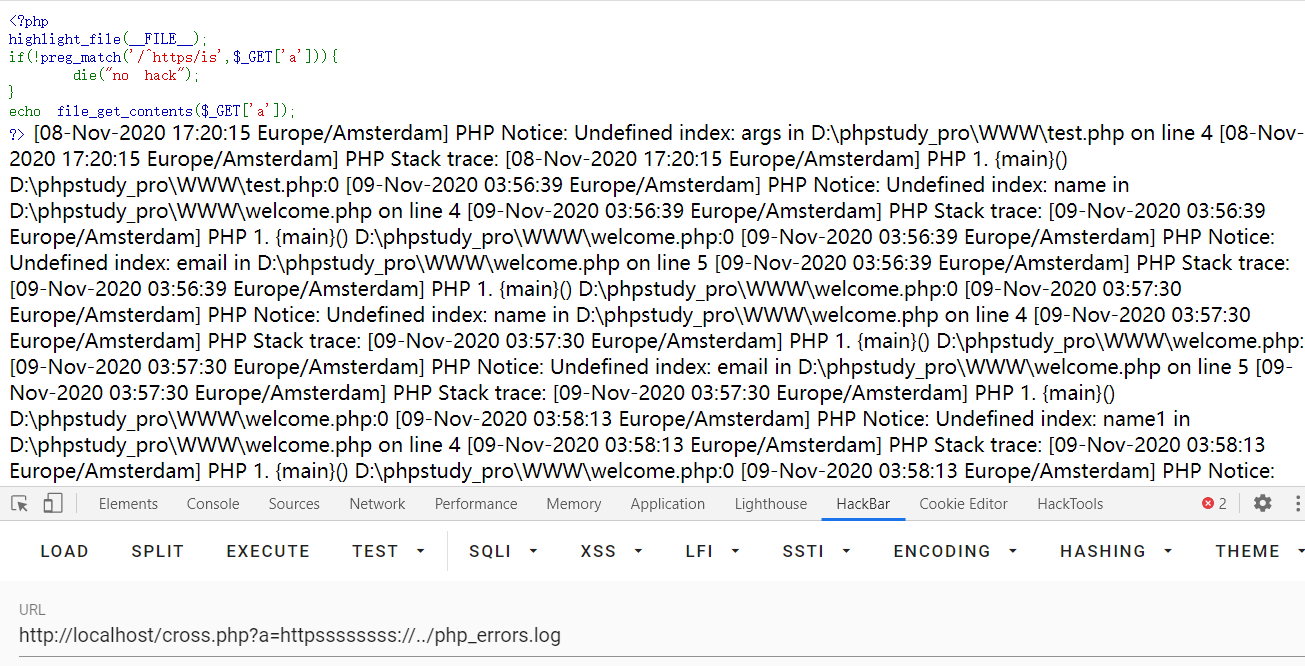 <?php
highlight_file(__FILE__);
if(!preg_match('/^https/is',$_GET['a'])){
die("no hack");
}
echo file_get_contents($_GET['a']);
?> [08-Nov-2020 17:20:15 Europe/Amsterdam] PHP Notice: Undefined index: args in D:\phpstudy_pro\WWW\test.php on line 4 [08-Nov-
2020 17:20:15 Europe/Amsterdam] PHP Stack trace: [08-Nov-2020 17:20:15 Europe/Amsterdam] PHP 1. {main}()
D:\phpstudy_pro\WWW\test.php:0 [09-Nov-2020 03:56:39 Europe/Amsterdam] PHP Notice: Undefined index: name in
D:\phpstudy_pro\WWW\welcome.php on line 4 [09-Nov-2020 03:56:39 Europe/Amsterdam] PHP Stack trace: [09-Nov-2020 03:56:39
Europe/Amsterdam] PHP 1. {main}() D:\phpstudy_pro\WWW\welcome.php:0 [09-Nov-2020 03:56:39 Europe/Amsterdam] PHP Notice:
Undefined index: email in D:\phpstudy_pro\WWW\welcome.php on line 5 [09-Nov-2020 03:56:39 Europe/Amsterdam] PHP Stack trace:
[09-Nov-2020 03:56:39 Europe/Amsterdam] PHP 1. {main}() D:\phpstudy_pro\WWW\welcome.php:0 [09-Nov-2020 03:57:30
Europe/Amsterdam] PHP Notice: Undefined index: name in D:\phpstudy_pro\WWW\welcome.php on line 4 [09-Nov-2020 03:57:30
Europe/Amsterdam] PHP Stack trace: [09-Nov-2020 03:57:30 Europe/Amsterdam] PHP 1. {main}() D:\phpstudy_pro\WWW\welcome.php:
[09-Nov-2020 03:57:30 Europe/Amsterdam] PHP Notice: Undefined index: email in D:\phpstudy_pro\WWW\welcome.php on line 5 [09-
Nov-2020 03:57:30 Europe/Amsterdam] PHP Stack trace: [09-Nov-2020 03:57:30 Europe/Amsterdam] PHP 1. {main}()
D:\phpstudy_pro\WWW\welcome.php:0 [09-Nov-2020 03:58:13 Europe/Amsterdam] PHP Notice: Undefined index: name1 in
D:\phpstudy_pro\WWW\welcome.php on line 4 [09-Nov-2020 03:58:13 Europe/Amsterdam] PHP Stack trace: [09-Nov-2020 03:58:13
Europe/Amsterdam] PHP 1. {main}() D:\phpstudy_pro\WWW\welcome.php:0 [09-Nov-2020 03:58:13 Europe/Amsterdam] PHP Notice:
Elements Console Sources Network Performance Memory Application Lighthouse HackBar Cookie Editor HackTools 2
LOAD SPLIT EXECUTE TEST SQLI XSS LFI SSTI ENCODING HASHING THEME
URL
http://localhost/cross.php?a=httpssssssss://../php_errors.log